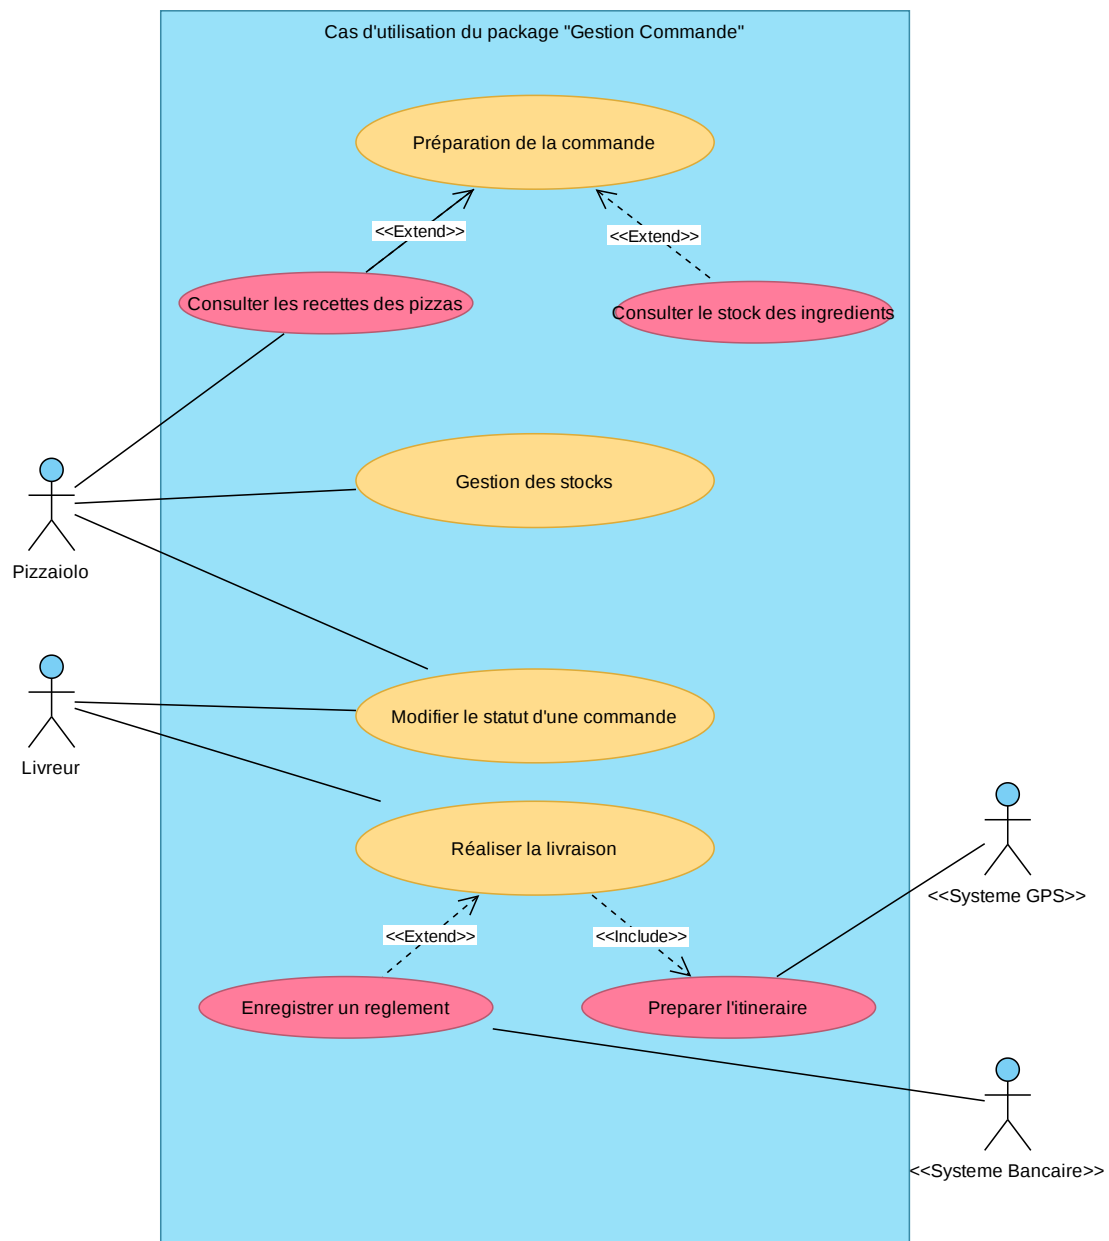 Cas d'utilisation du package "Gestion Commande"
Préparation de la commande
<<Extend>>
<<Extend>>
Consulter les recettes des pizzas
Consulter le stock des ingredients
Gestion des stocks
Pizzaiolo
Modifier le statut d'une commande
Livreur
Réaliser la livraison
<<Systeme GPS>>
<<Extend>>
<<Include>>
Enregistrer un reglement
Preparer l'itineraire
<<Systeme Bancaire>>